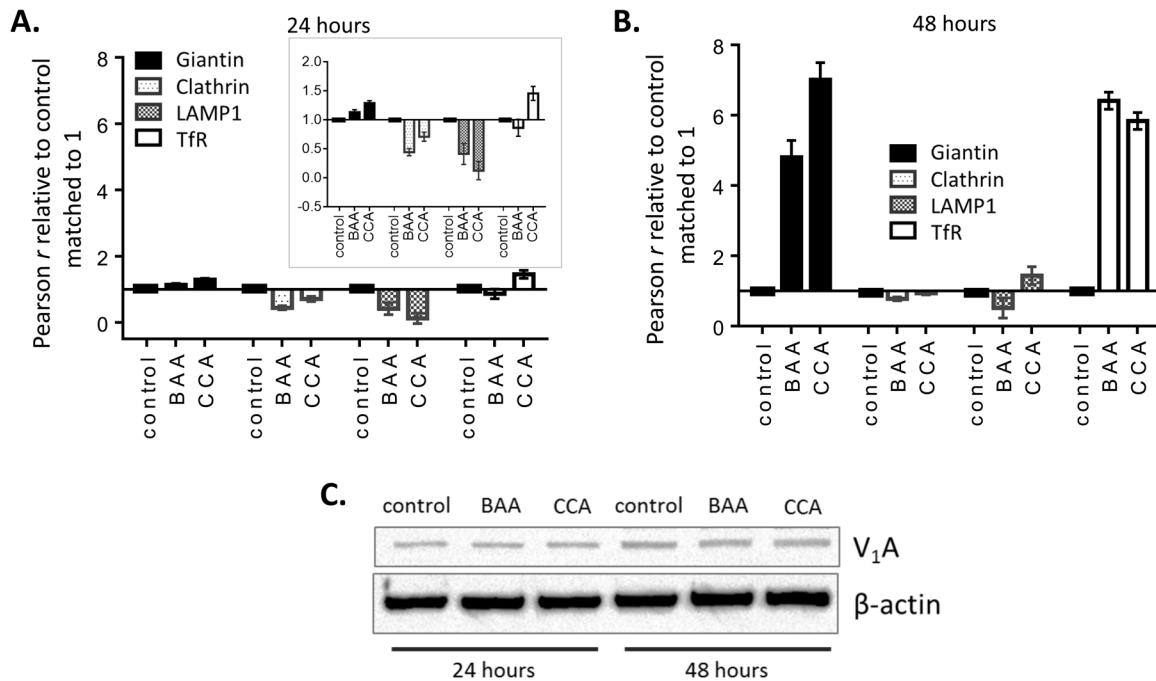 A.
24 hours
Pearson r relative to control
matched to 1
8
6
4
2
0
Giantin
Clathrin
LAMP1
TfR
2.0
1.5
1.0
0.5
0.0
-0.5
control
BAA
CCA
control
BAA
CCA
control
BAA
CCA
control
BAA
CCA
control
BAA
CCA
control
BAA
CCA
control
BAA
CCA
control
BAA
CCA
B.
48 hours
Pearson r relative to control
matched to 1
8
6
4
2
0
Giantin
Clathrin
LAMP1
TfR
control
BAA
CCA
control
BAA
CCA
control
BAA
CCA
control
BAA
CCA
C.
control BAA CCA control BAA CCA
V₁A
β-actin
24 hours 48 hours